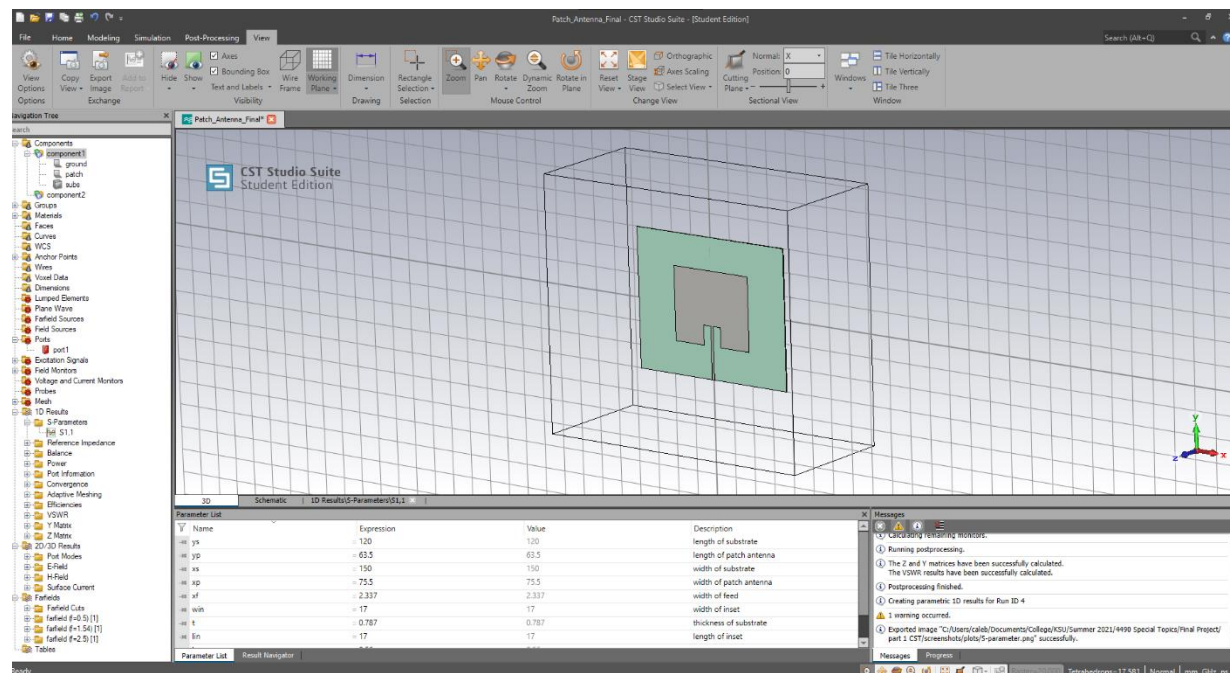 Patch_Antenna_Final - CST Studio Suite - [Student Edition]
File Home Modeling Simulation Post-Processing View Search (Alt+Q)
View Options
Copy View
Export Image
Add to Report
Hide
Show
Axes
Bounding Box
Text and Labels
Wire Frame
Working Plane
Dimension
Rectangle Selection
Zoom
Pan
Rotate
Dynamic Zoom
Rotate in Plane
Reset View
Stage View
Orthographic
Axes Scaling
Select View
Cutting Plane
Normal: X
Position: 0
Windows
Tile Horizontally
Tile Vertically
Tile Three
Options Exchange Visibility Drawing Selection Mouse Control Change View Sectional View Window
Navigation Tree
Search
Patch_Antenna_Final*
Components
component1
ground
patch
subs
component2
Groups
Materials
Faces
Curves
WCS
Anchor Points
Wires
Voxel Data
Dimensions
Lumped Elements
Plane Wave
Farfield Sources
Field Sources
Ports
port1
Excitation Signals
Field Monitors
Voltage and Current Monitors
Probes
Mesh
1D Results
S-Parameters
S1,1
Reference Impedance
Balance
Power
Port Information
Convergence
Adaptive Meshing
Efficiencies
VSWR
Y Matrix
Z Matrix
2D/3D Results
Port Modes
E-Field
H-Field
Surface Current
Farfields
Farfield Cuts
farfield (f=0.5) [1]
farfield (f=1.54) [1]
farfield (f=2.5) [1]
Tables
CST Studio Suite
Student Edition
y
z x
3D Schematic 1D Results\S-Parameters\S1,1
Parameter List
Name Expression Value Description
ys = 120 120 length of substrate
yp = 63.5 63.5 length of patch antenna
xs = 150 150 width of substrate
xp = 75.5 75.5 width of patch antenna
xf = 2.337 2.337 width of feed
win = 17 17 width of inset
t = 0.787 0.787 thickness of substrate
lin = 17 17 length of inset
Parameter List Result Navigator
Messages
Calculating remaining monitors.
Running postprocessing.
The Z and Y matrices have been successfully calculated.
The VSWR results have been successfully calculated.
Postprocessing finished.
Creating parametric 1D results for Run ID 4
1 warning occurred.
Exported image "C:/Users/caleb/Documents/College/KSU/Summer 2021/4490 Special Topics/Final Project/
part 1 CST/screenshots/plots/S-parameter.png" successfully.
Messages Progress
Ready
Tetrahedrons=17,581 Normal mm GHz ns